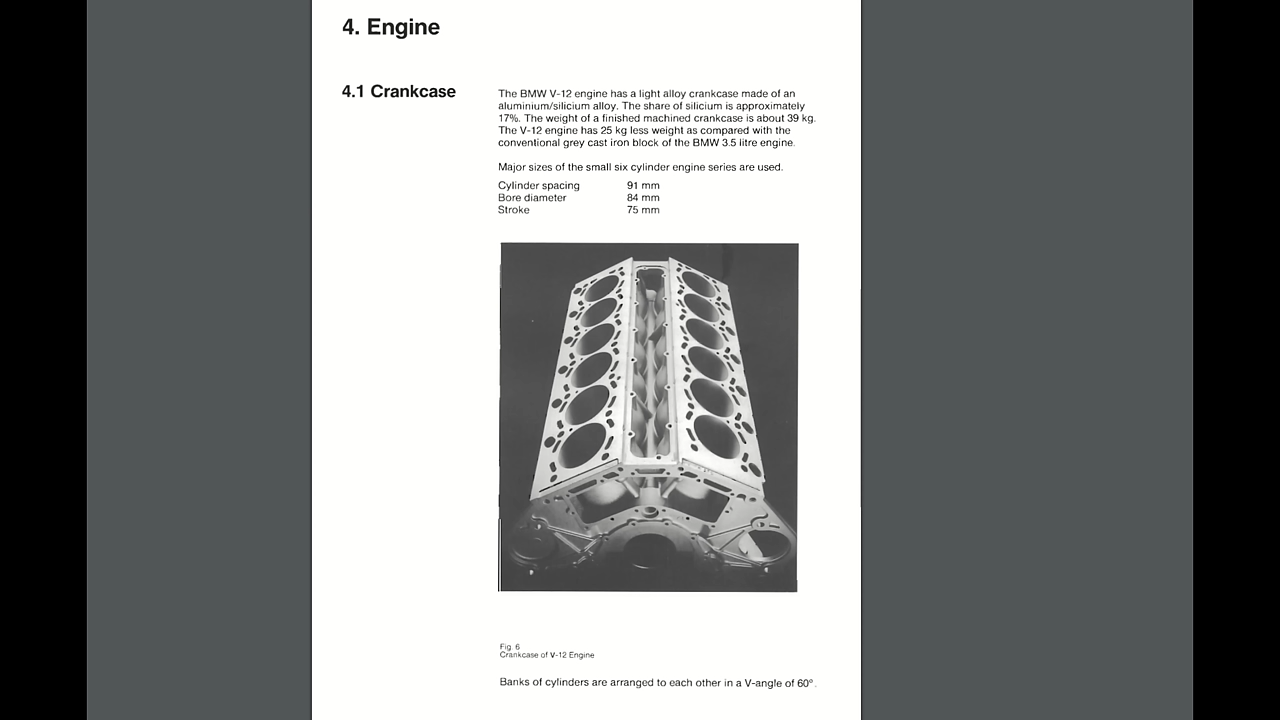 4. Engine
4.1 Crankcase
The BMW V-12 engine has a light alloy crankcase made of an
aluminium/silicium alloy. The share of silicium is approximately
17%. The weight of a finished machined crankcase is about 39 kg.
The V-12 engine has 25 kg less weight as compared with the
conventional grey cast iron block of the BMW 3.5 litre engine.
Major sizes of the small six cylinder engine series are used.
Cylinder spacing 91 mm
Bore diameter 84 mm
Stroke 75 mm
Fig. 6
Crankcase of V-12 Engine
Banks of cylinders are arranged to each other in a V-angle of 60°.